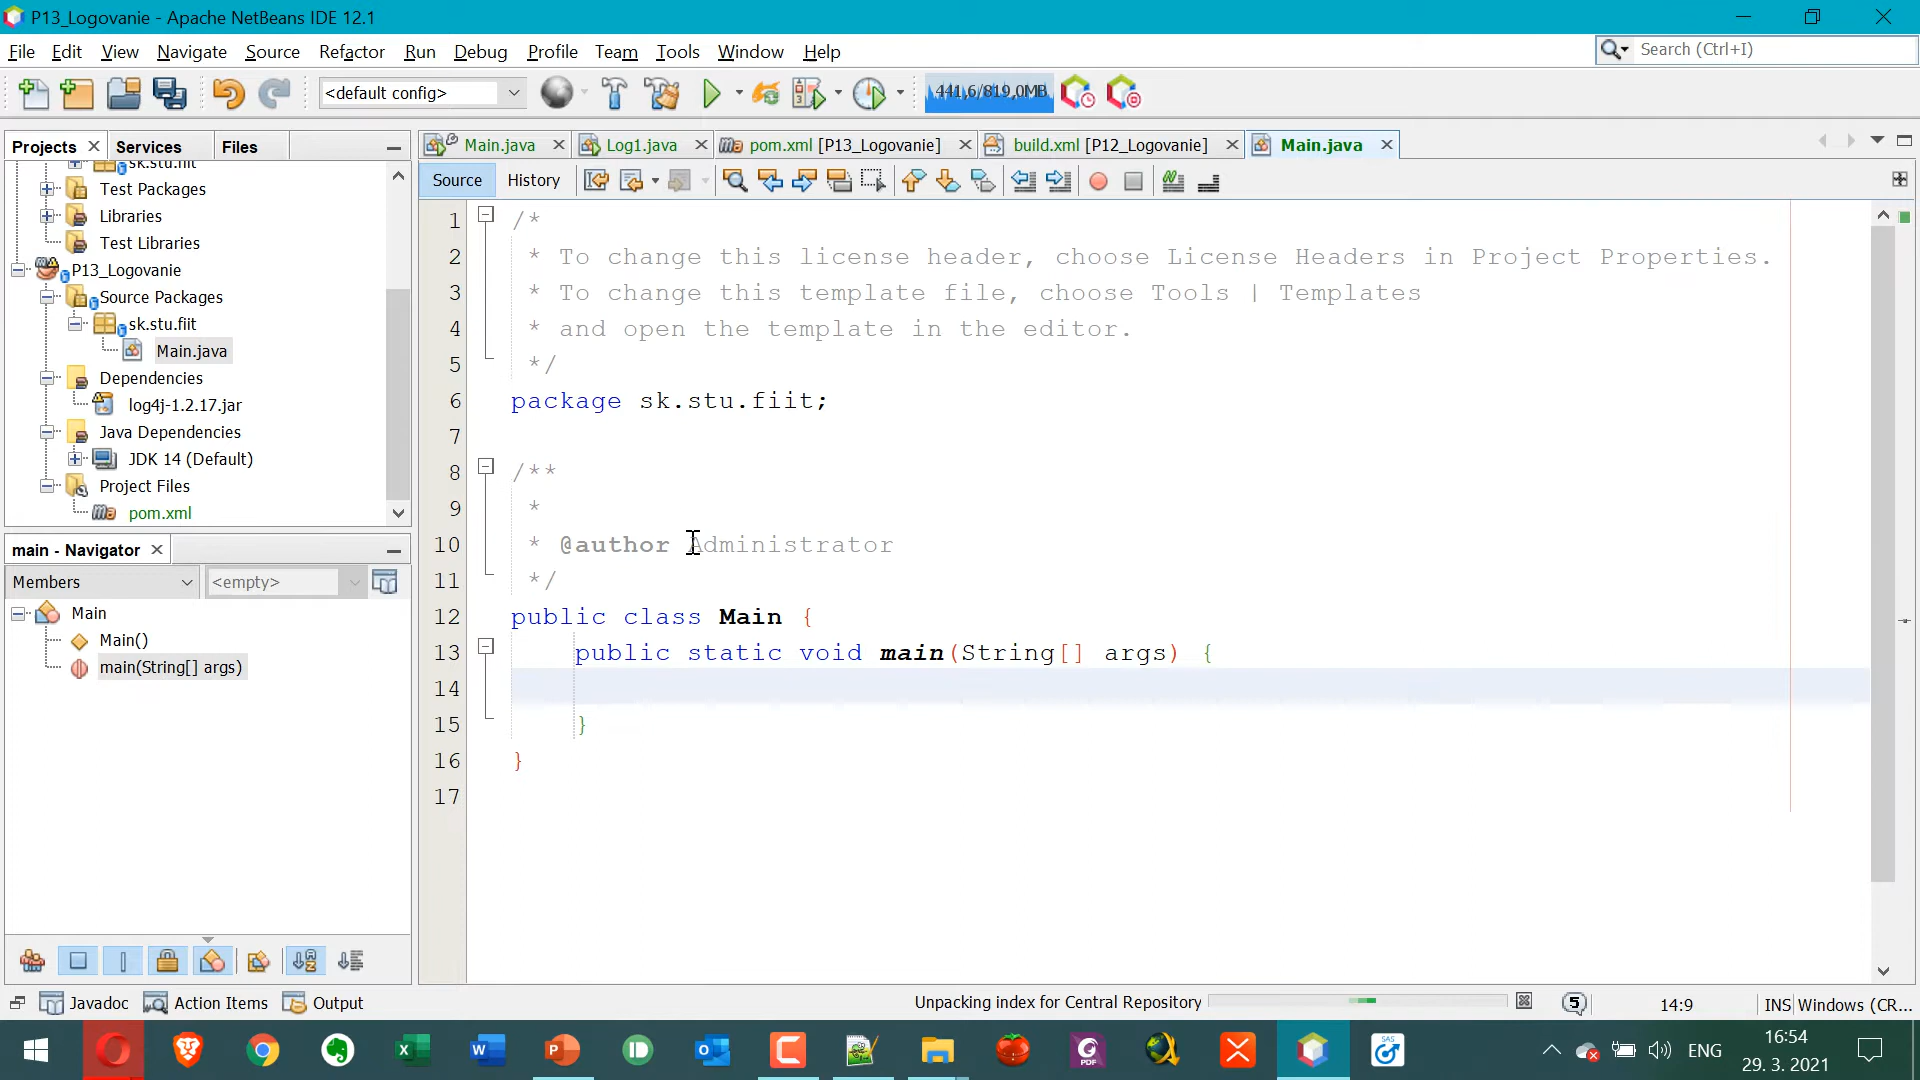 P13_Logovanie - Apache NetBeans IDE 12.1
File Edit View Navigate Source Refactor Run Debug Profile Team Tools Window Help
Search (Ctrl+I)
<default config>
441,6/819,0MB
Projects Services Files
Main.java Log1.java pom.xml [P13_Logovanie] build.xml [P12_Logovanie] Main.java
Source History
sk.stu.fiit
Test Packages
Libraries
Test Libraries
P13_Logovanie
Source Packages
sk.stu.fiit
Main.java
Dependencies
log4j-1.2.17.jar
Java Dependencies
JDK 14 (Default)
Project Files
pom.xml
main - Navigator
Members
<empty>
Main
Main()
main(String[] args)
1 /*
2 * To change this license header, choose License Headers in Project Properties.
3 * To change this template file, choose Tools | Templates
4 * and open the template in the editor.
5 */
6 package sk.stu.fiit;
7
8 /**
9 *
10 * @author Administrator
11 */
12 public class Main {
13 public static void main(String[] args) {
14
15 }
16 }
17
Javadoc Action Items Output
Unpacking index for Central Repository
5
14:9
INS Windows (CR...
ENG
16:54
29. 3. 2021